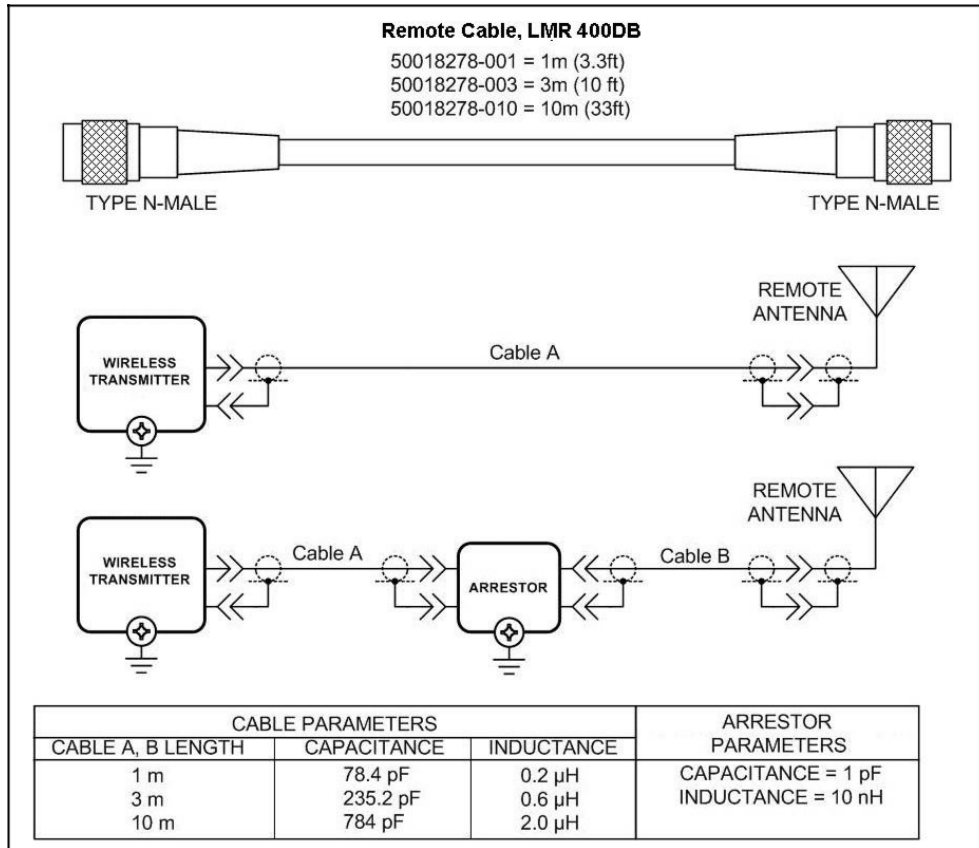 Remote Cable, LMR 400DB
50018278-001 = 1m (3.3ft)
50018278-003 = 3m (10 ft)
50018278-010 = 10m (33ft)
TYPE N-MALE
TYPE N-MALE
REMOTE
ANTENNA
WIRELESS
TRANSMITTER
Cable A
REMOTE
ANTENNA
WIRELESS
TRANSMITTER
Cable A
ARRESTOR
Cable B
CABLE PARAMETERS
CABLE A, B LENGTH CAPACITANCE INDUCTANCE
1 m 78.4 pF 0.2 µH
3 m 235.2 pF 0.6 µH
10 m 784 pF 2.0 µH
ARRESTOR
PARAMETERS
CAPACITANCE = 1 pF
INDUCTANCE = 10 nH